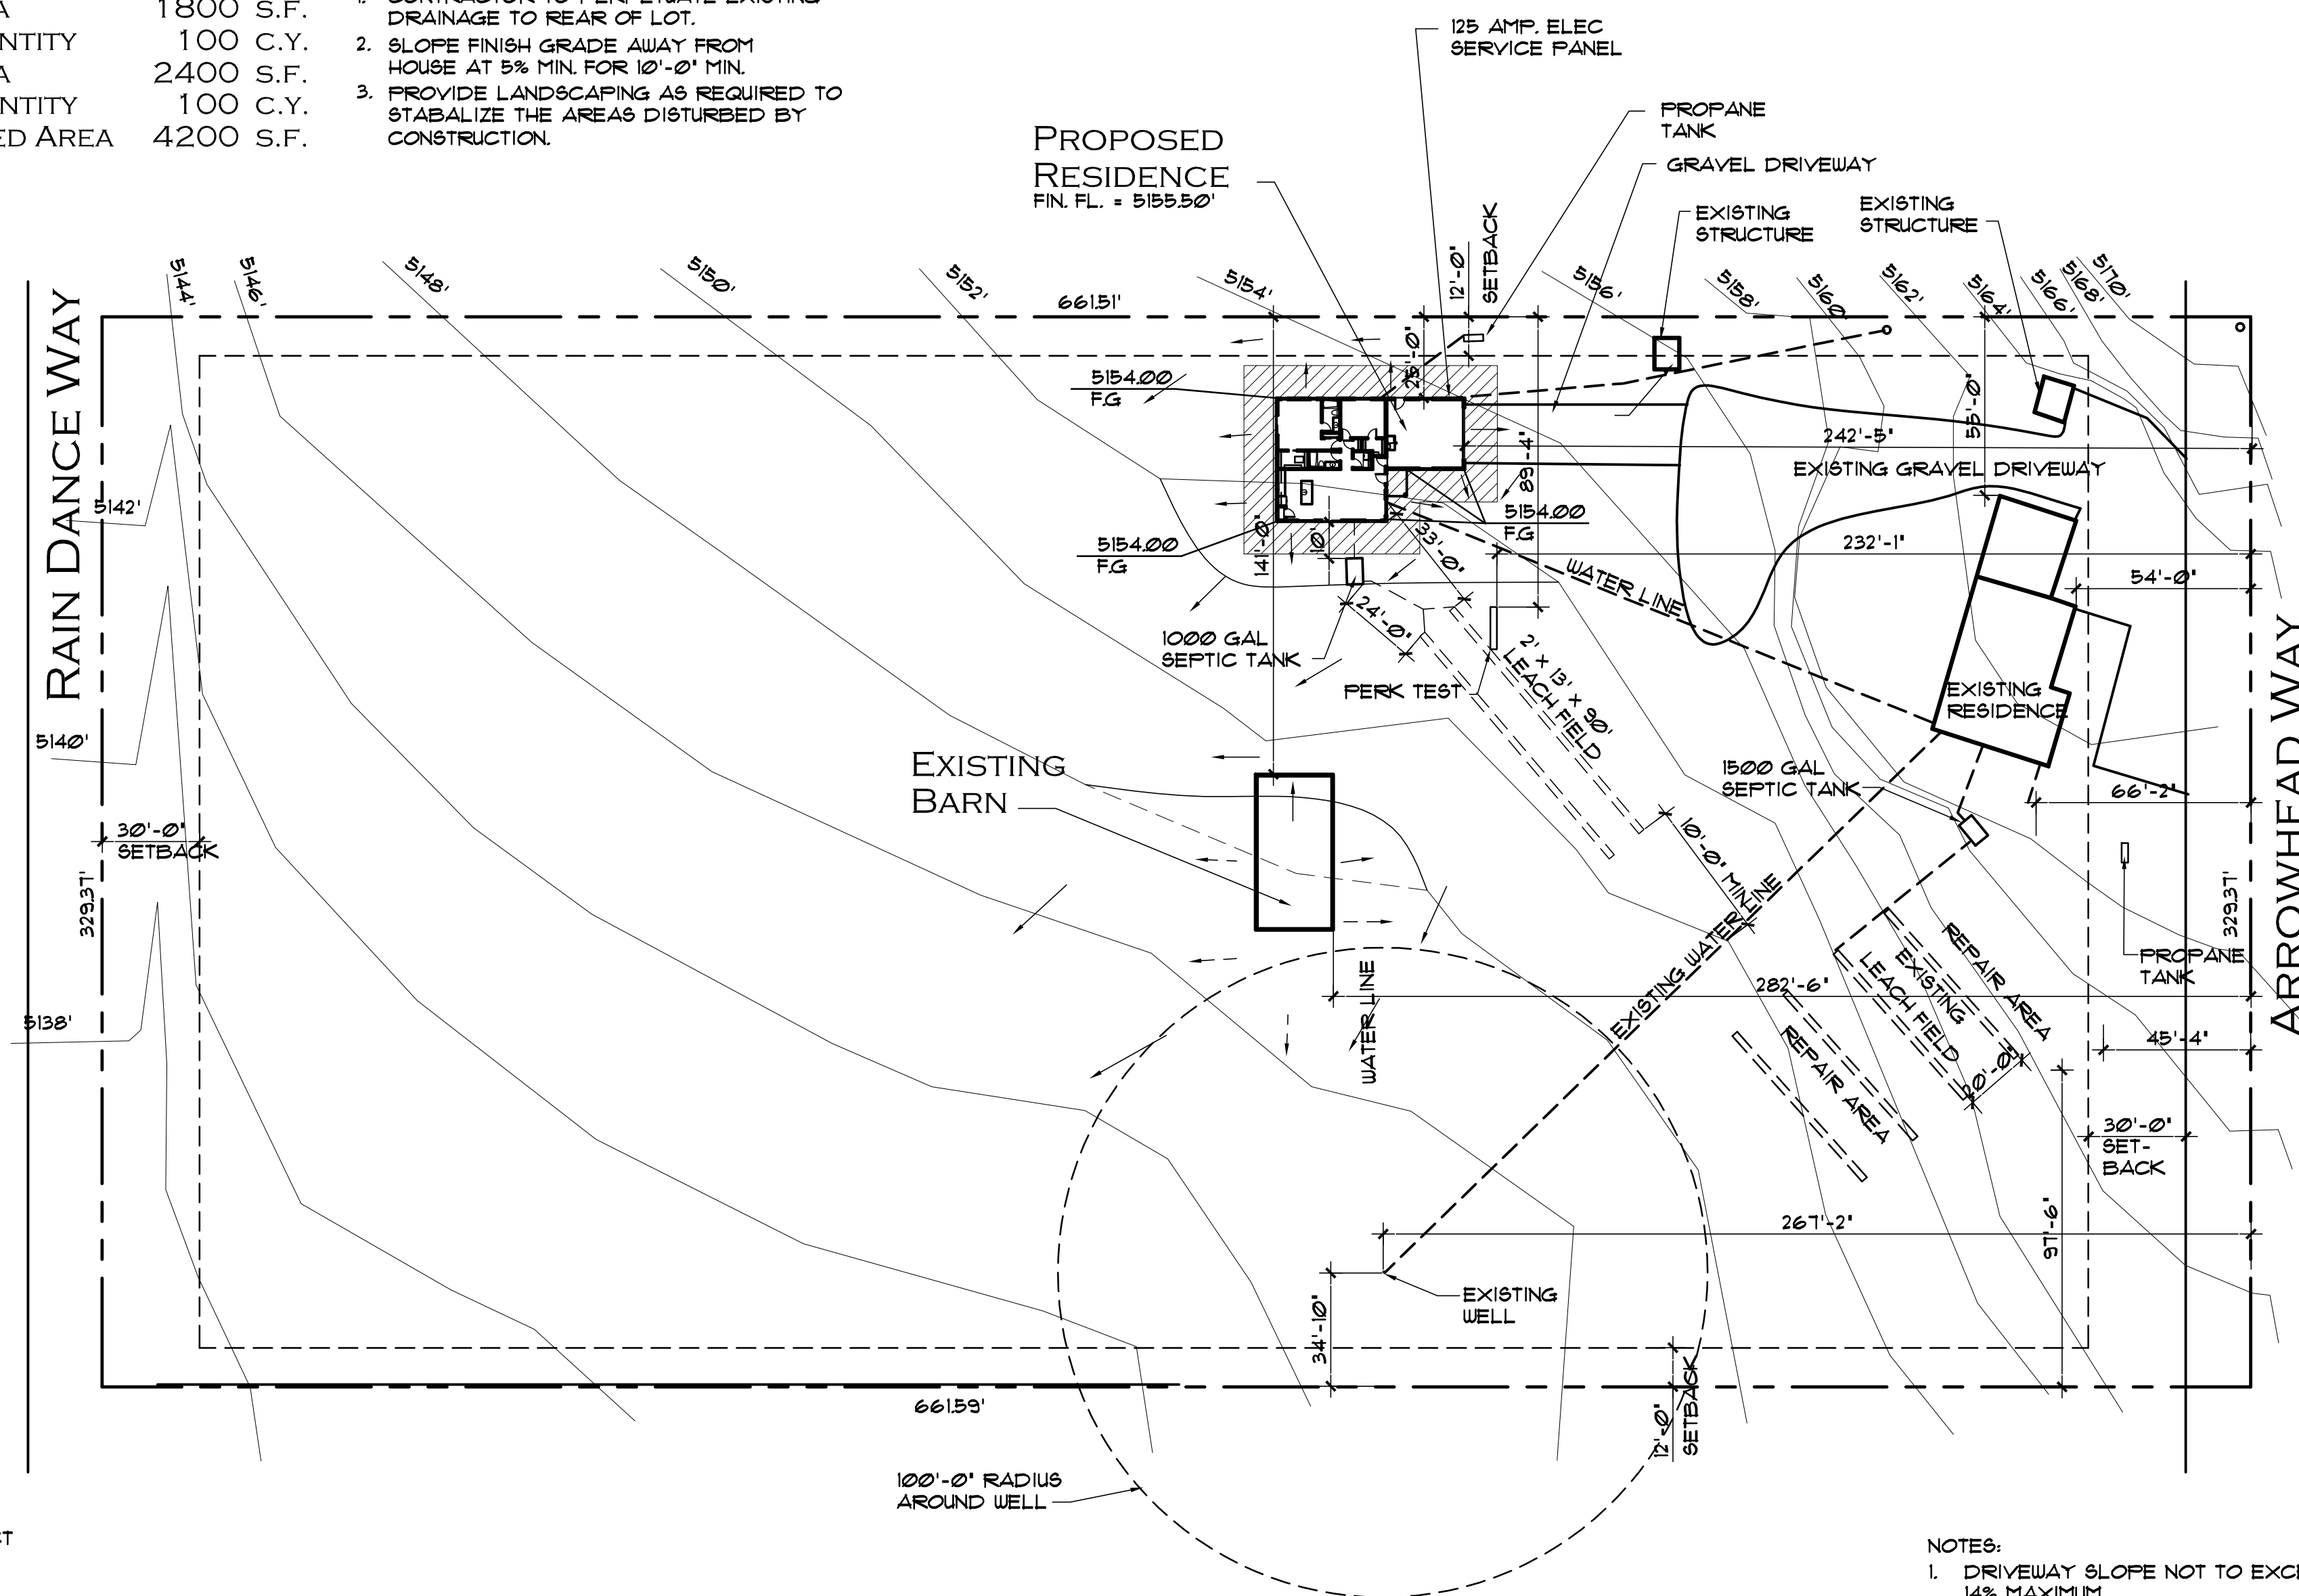 1800 S.F.
NTITY 100 C.Y.
A 2400 S.F.
NTITY 100 C.Y.
ED AREA 4200 S.F.
DRAINAGE TO REAR OF LOT.
2. SLOPE FINISH GRADE AWAY FROM
HOUSE AT 5% MIN. FOR 10'-0" MIN.
3. PROVIDE LANDSCAPING AS REQUIRED TO
STABALIZE THE AREAS DISTURBED BY
CONSTRUCTION.
125 AMP. ELEC
SERVICE PANEL
PROPANE
TANK
GRAVEL DRIVEWAY
PROPOSED
RESIDENCE
FIN. FL. = 5155.50'
EXISTING
STRUCTURE
EXISTING
STRUCTURE
12'-0"
SETBACK
5144'
5146'
5148'
5150'
5152'
5154'
5156'
5158'
5160'
5162'
5164'
5166'
5168'
5170'
661.51'
RAIN DANCE WAY
5154.00
F.G
25'-0"
55'-0"
89'-4"
242'-5"
EXISTING GRAVEL DRIVEWAY
5142'
5154.00
F.G
5154.00
F.G
141'-0"
10'
33'-0"
232'-1"
WATER LINE
54'-0"
24'-0"
1000 GAL
SEPTIC TANK
PERK TEST
2' X 13' X 90'
LEACH FIELD
EXISTING
RESIDENCE
ARROWHEAD WAY
5140'
EXISTING
BARN
1500 GAL
SEPTIC TANK
66'-2"
30'-0"
SETBACK
10'-0" MIN
329.37'
329.37'
EXISTING WATER LINE
WATER LINE
REPAIR AREA
EXISTING
LEACH FIELD
PROPANE
TANK
282'-6"
5138'
REPAIR AREA
20'-0"
45'-4"
30'-0"
SET-
BACK
267'-2"
97'-6"
EXISTING
WELL
34'-10"
12'-0"
SETBACK
661.59'
100'-0" RADIUS
AROUND WELL
NOTES:
1. DRIVEWAY SLOPE NOT TO EXCE
14% MAXIMUM